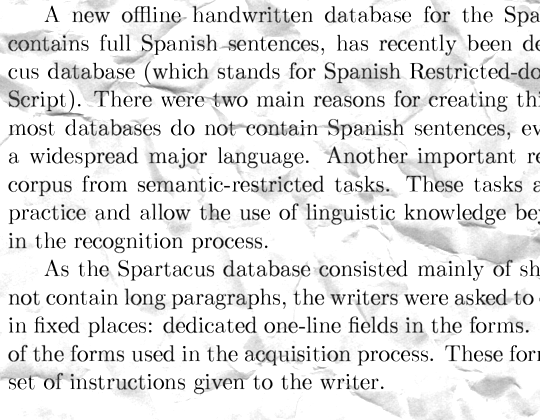 A new offline handwritten database for the Spa
contains full Spanish sentences, has recently been de
cus database (which stands for Spanish Restricted-do
Script). There were two main reasons for creating thi
most databases do not contain Spanish sentences, ev
a widespread major language. Another important re
corpus from semantic-restricted tasks. These tasks a
practice and allow the use of linguistic knowledge bey
in the recognition process.
As the Spartacus database consisted mainly of sh
not contain long paragraphs, the writers were asked to
in fixed places: dedicated one-line fields in the forms.
of the forms used in the acquisition process. These for
set of instructions given to the writer.